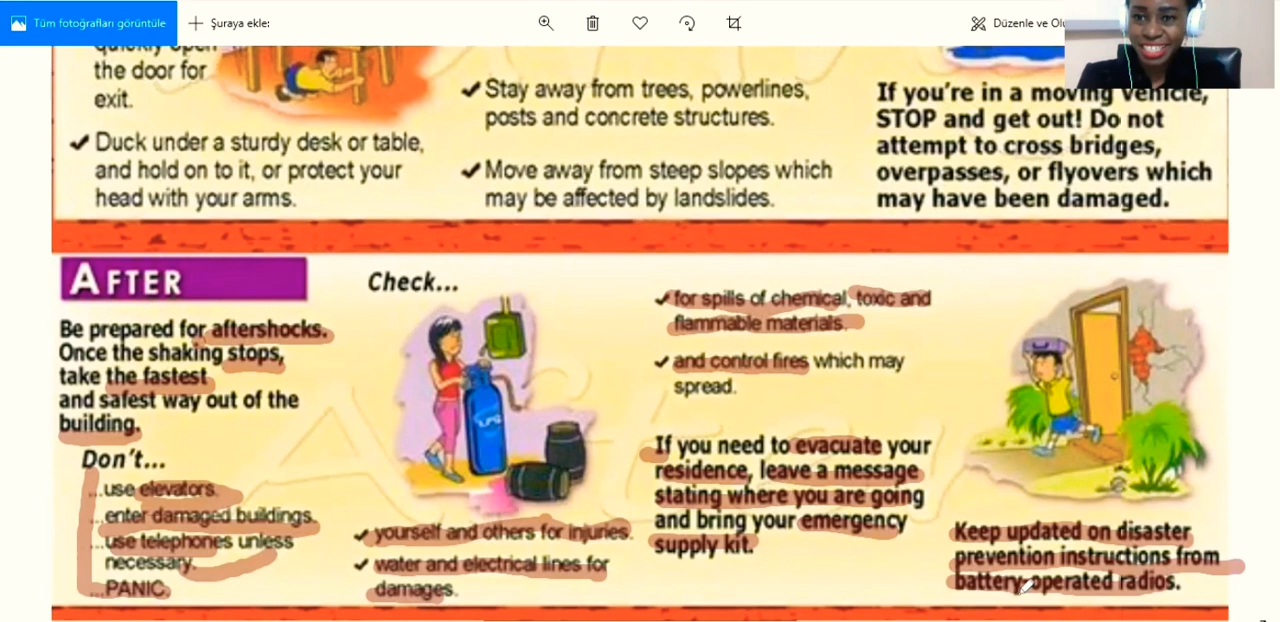 Tüm fotoğrafları görüntüle
Şuraya ekle:
Düzenle ve Olu
quickly open
the door for
exit.
✔ Duck under a sturdy desk or table,
and hold on to it, or protect your
head with your arms.
✔ Stay away from trees, powerlines,
posts and concrete structures.
✔ Move away from steep slopes which
may be affected by landslides.
If you're in a moving vehicle,
STOP and get out! Do not
attempt to cross bridges,
overpasses, or flyovers which
may have been damaged.
AFTER
Be prepared for aftershocks.
Once the shaking stops,
take the fastest
and safest way out of the
building.
Don't...
...use elevators.
...enter damaged buildings.
...use telephones unless
necessary.
...PANIC.
Check...
LPG
✔ yourself and others for injuries.
✔ water and electrical lines for
damages.
✔ for spills of chemical, toxic and
flammable materials.
✔ and control fires which may
spread.
If you need to evacuate your
residence, leave a message
stating where you are going
and bring your emergency
supply kit.
Keep updated on disaster
prevention instructions from
battery-operated radios.